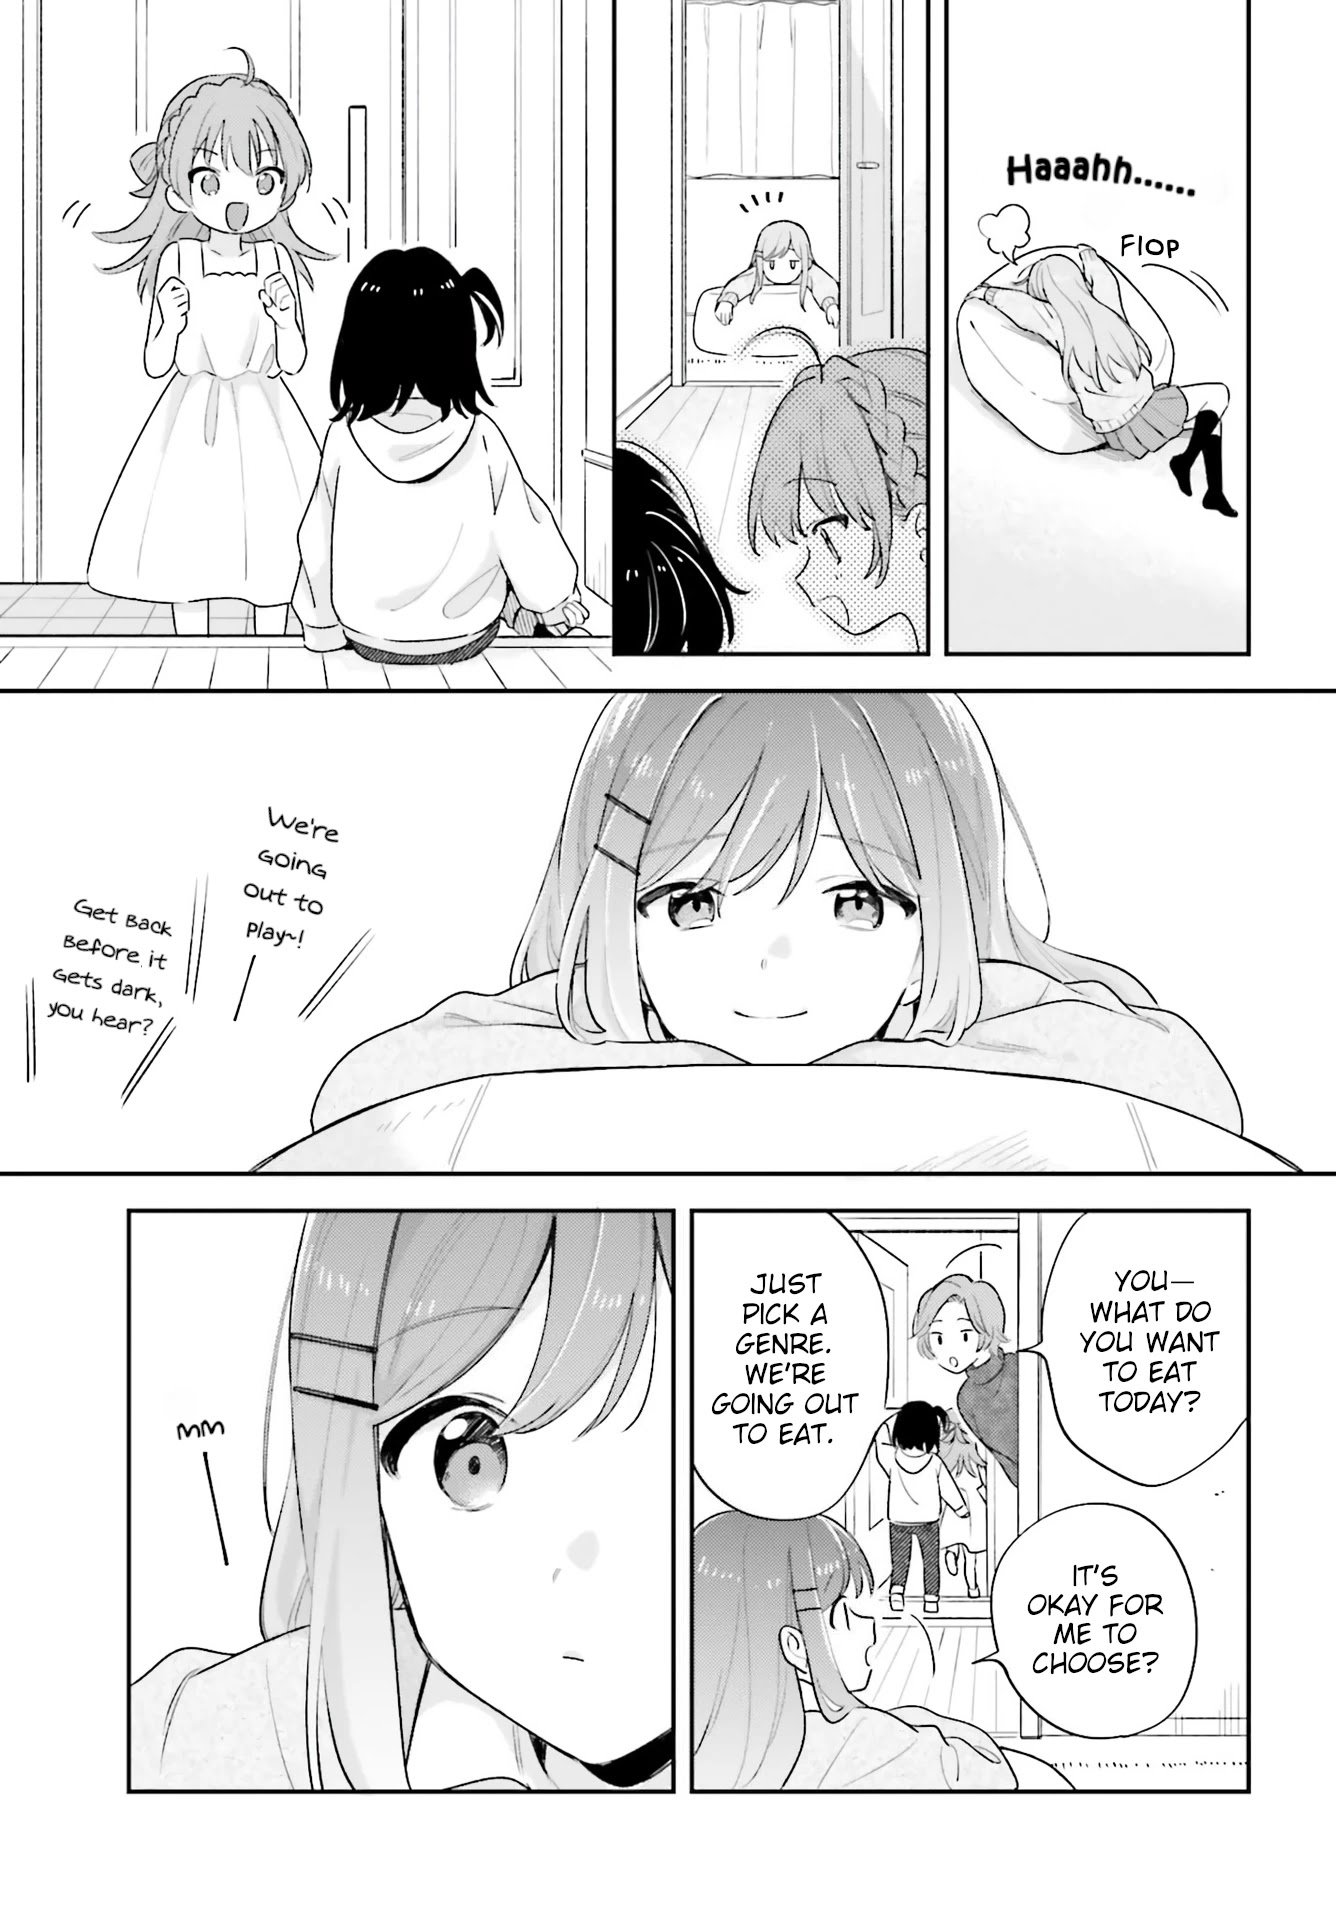 Haaahh......
Flop
We're
going
out to
play~!
Get back
before it
gets dark,
you hear?
YOU—
WHAT DO
YOU WANT
TO EAT
TODAY?
JUST
PICK A
GENRE.
WE'RE
GOING OUT
TO EAT.
IT'S
OKAY FOR
ME TO
CHOOSE?
mm